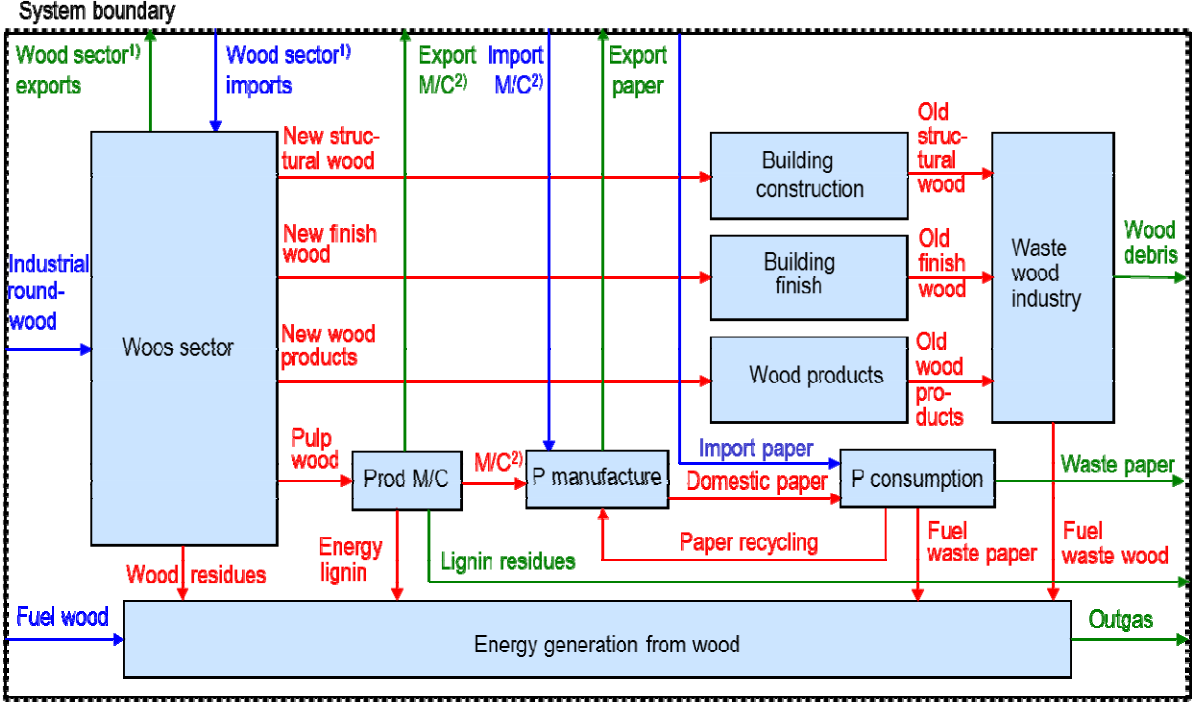 System boundary
Wood sector1)
exports
Wood sector1)
imports
Export
M/C2)
Import
M/C2)
Export
paper
New struc-
tural wood
Building
construction
Old
struc-
tural
wood
New finish
wood
Building
finish
Old
finish
wood
Waste
wood
industry
Wood
debris
Industrial
round-
wood
Woos sector
New wood
products
Wood products
Old
wood
pro-
ducts
Pulp
wood
Prod M/C
M/C2)
P manufacture
Import paper
Domestic paper
P consumption
Waste paper
Energy
lignin
Lignin residues
Paper recycling
Fuel
waste paper
Fuel
waste wood
Wood residues
Fuel wood
Energy generation from wood
Outgas